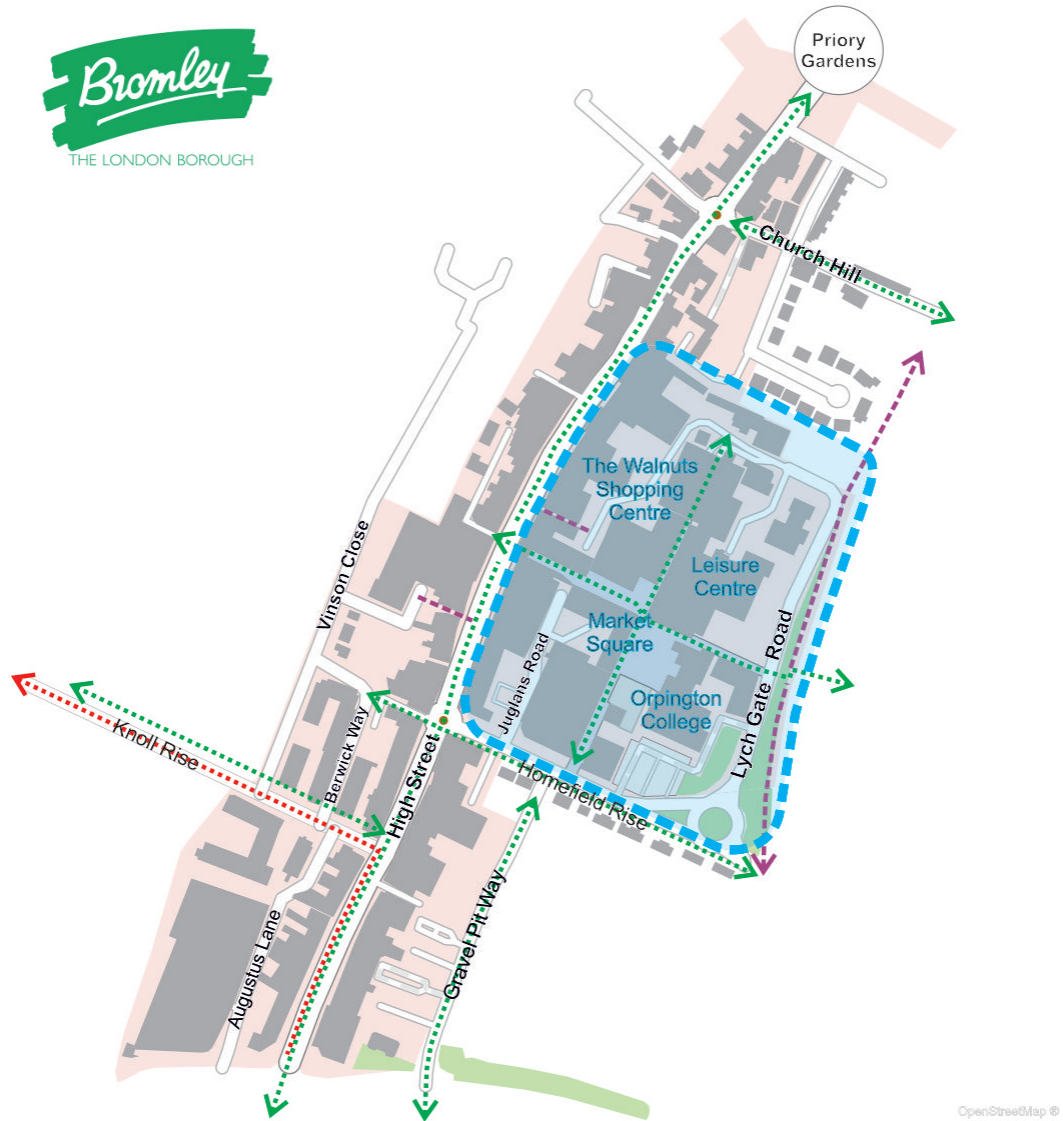 Bromley
THE LONDON BOROUGH
Priory
Gardens
Church Hill
The Walnuts
Shopping
Centre
Leisure
Centre
Vinson Close
Market
Square
Juglans Road
Lych Gate Road
Orpington
College
Knoll Rise
Berwick Way
High Street
Homefield Rise
Gravel Pit Way
Augustus Lane
OpenStreetMap ®